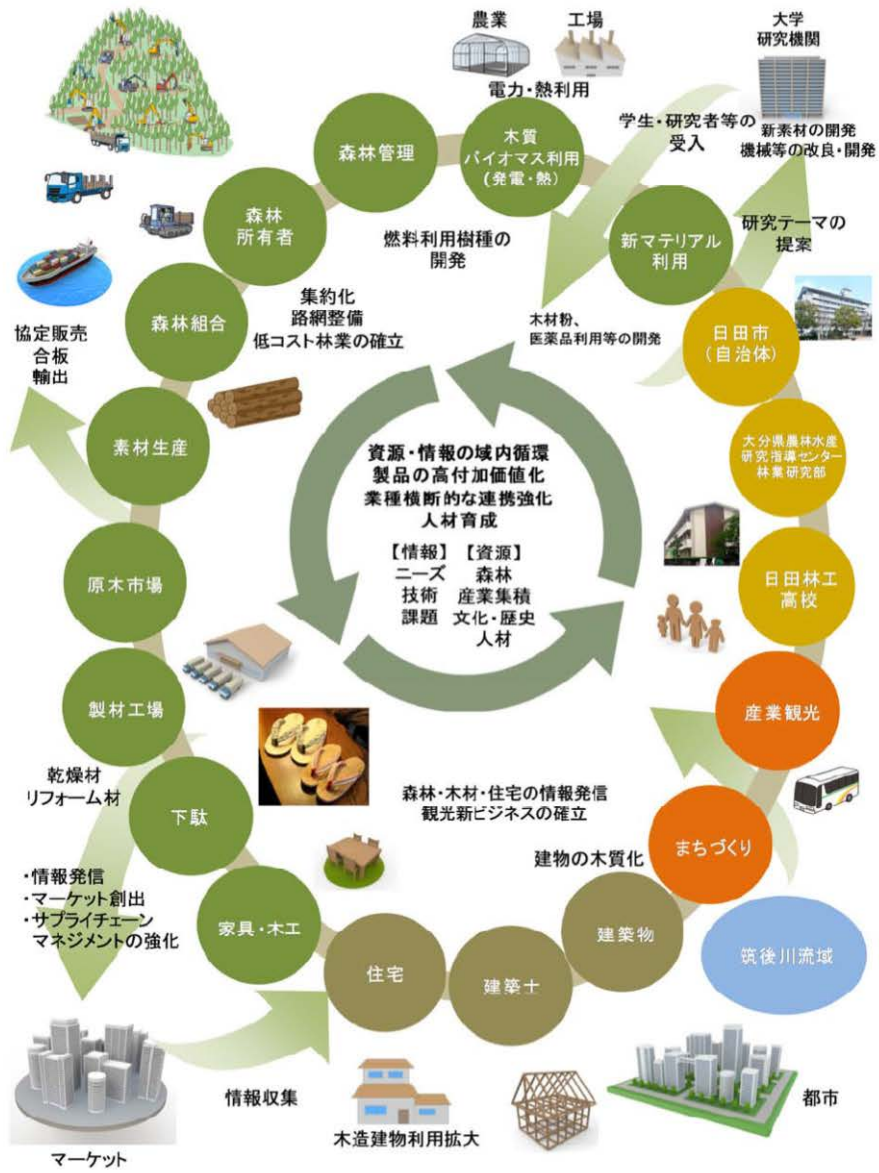 農業
工場
電力・熱利用
大学
研究機関
新素材の開発
機械等の改良・開発
学生・研究者等の
受入
研究テーマの
提案
森林管理
木質
バイオマス利用
(発電・熱)
新マテリアル
利用
森林
所有者
燃料利用樹種の
開発
木材粉、
医薬品利用等の開発
日田市
(自治体)
森林組合
集約化
路網整備
低コスト林業の確立
協定販売
合板
輸出
素材生産
大分県農林水産
研究指導センター
林業研究部
資源・情報の域内循環
製品の高付加価値化
業種横断的な連携強化
人材育成
【情報】
ニーズ
技術
課題
【資源】
森林
産業集積
文化・歴史
人材
原木市場
日田林工
高校
製材工場
産業観光
乾燥材
リフォーム材
下駄
森林・木材・住宅の情報発信
観光新ビジネスの確立
まちづくり
建物の木質化
・情報発信
・マーケット創出
・サプライチェーン
マネジメントの強化
家具・木工
住宅
建築士
建築物
筑後川流域
情報収集
木造建物利用拡大
都市
マーケット